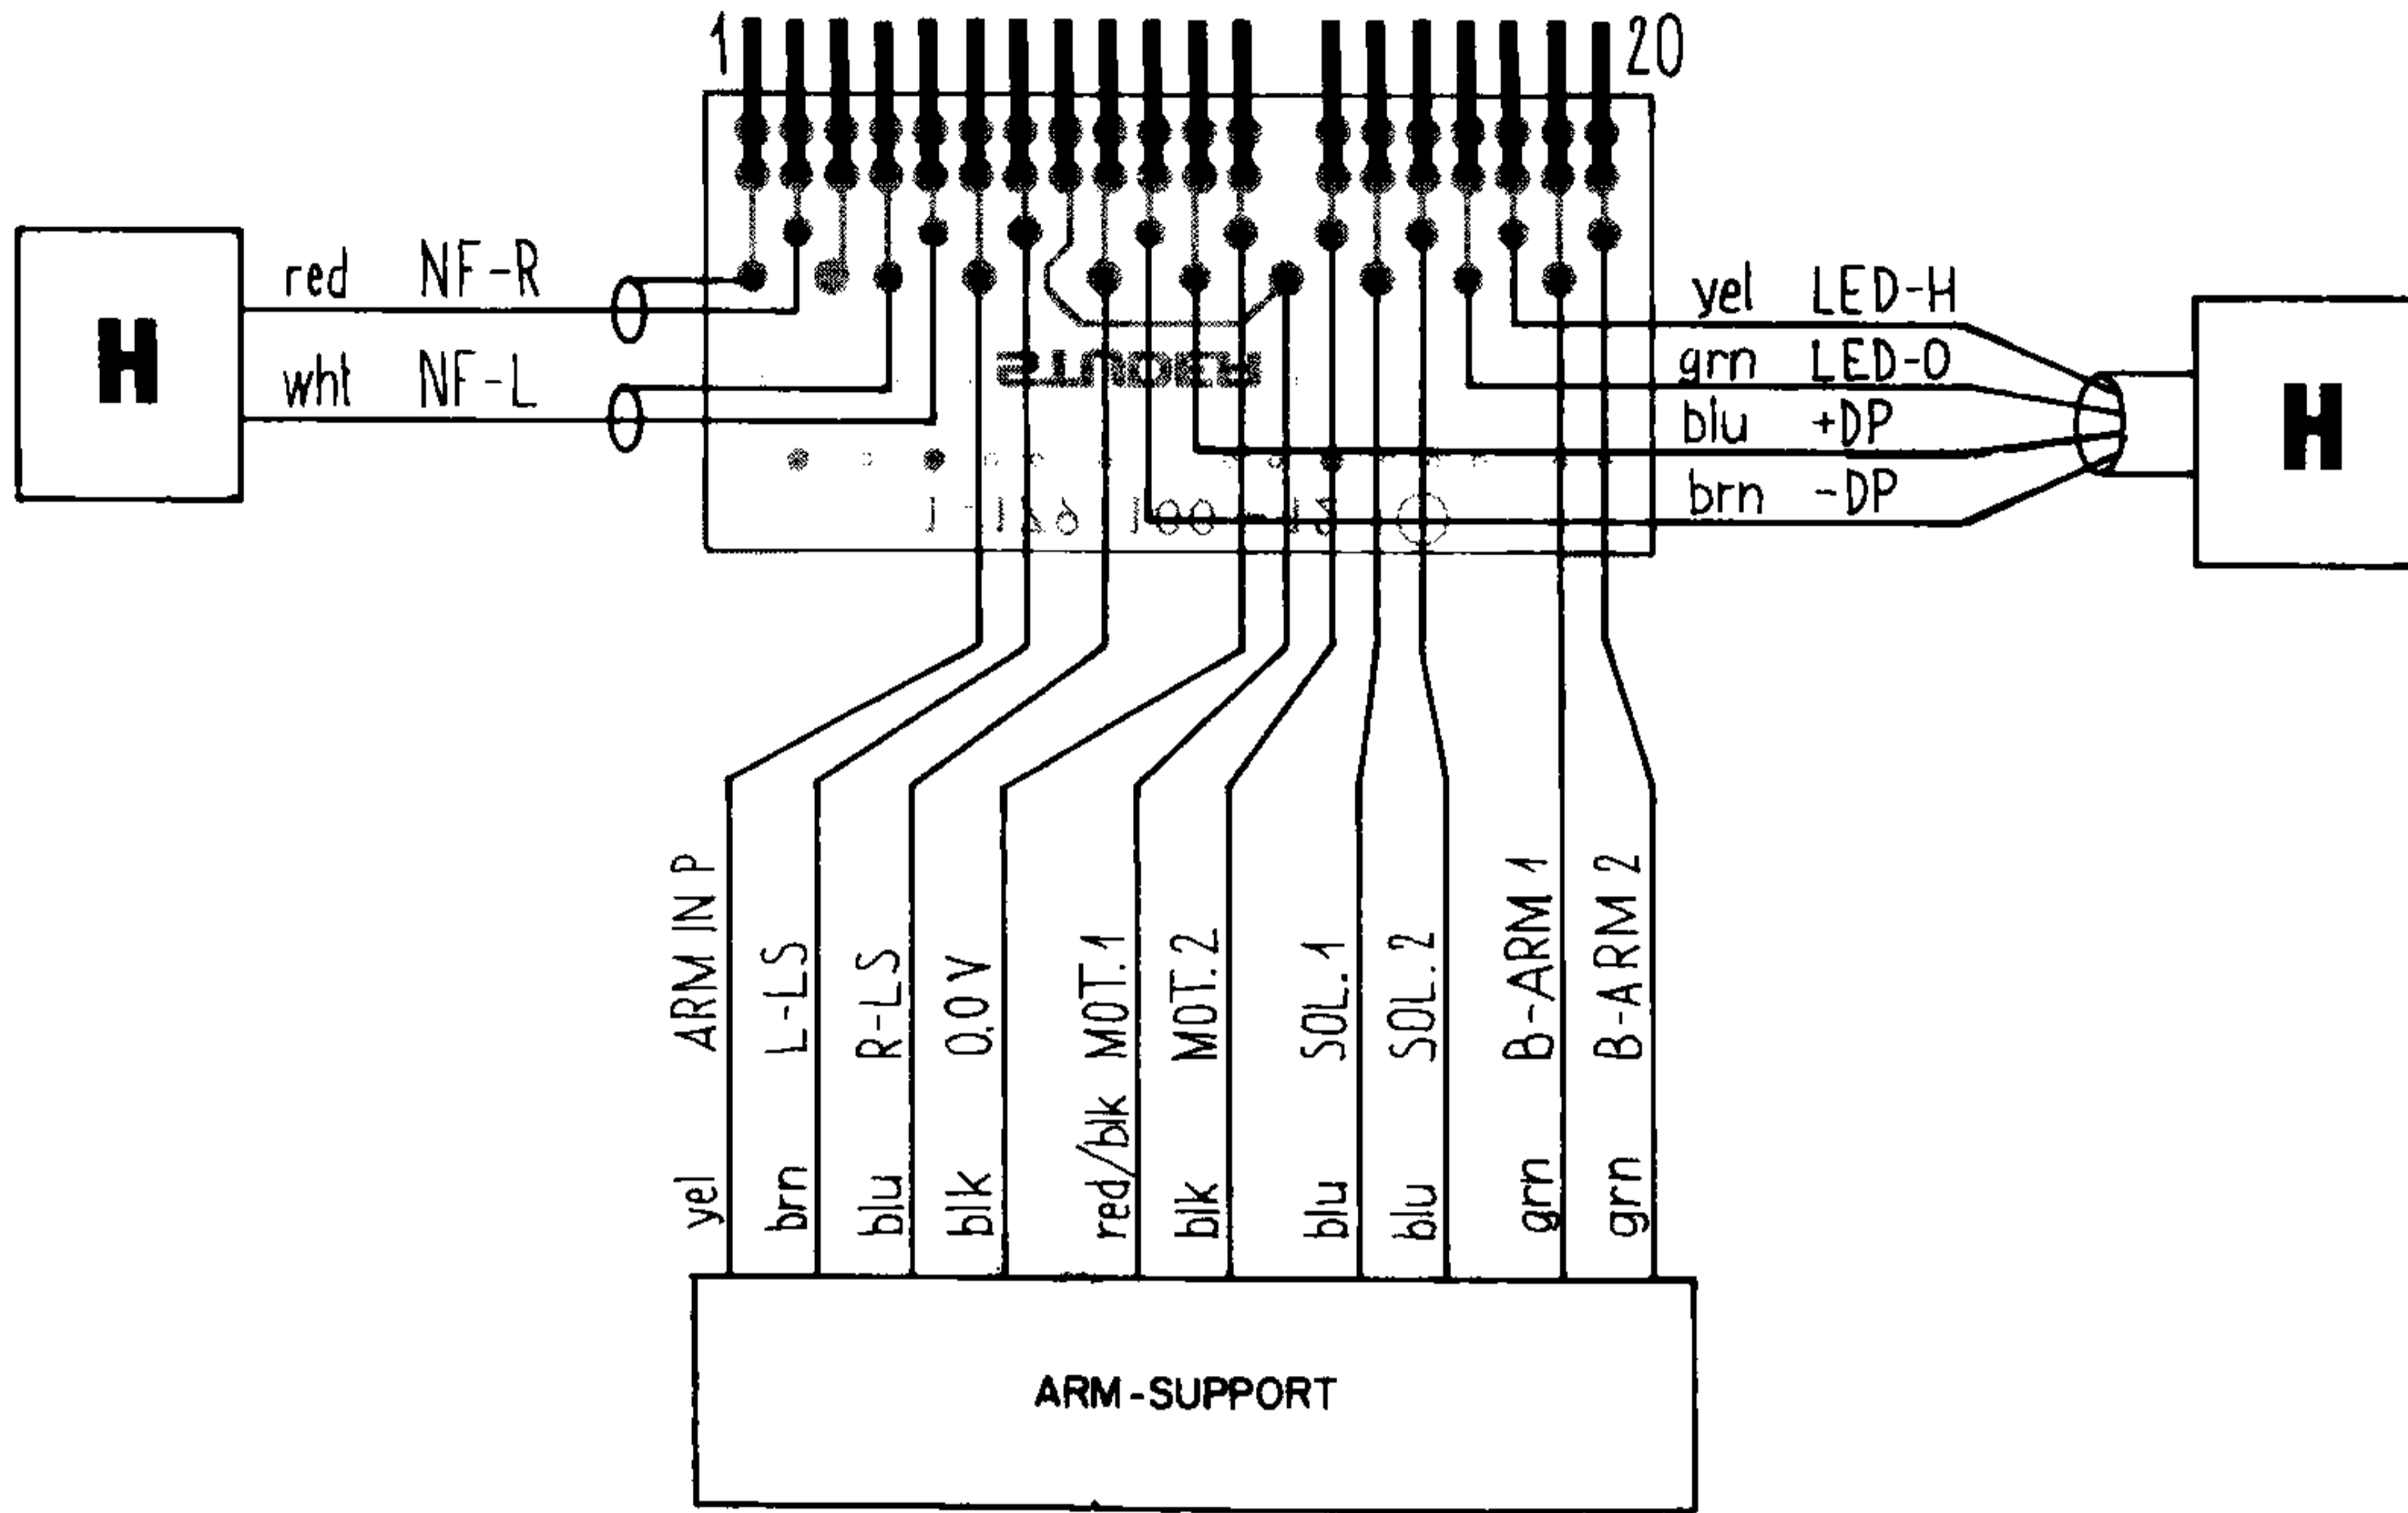 1
20
H
red NF-R
wht NF-L
yel LED-H
grn LED-0
blu +DP
brn -DP
H
yel ARM IN P
brn L-LS
blu R-LS
blk 0,0V
red/blk MOT.1
blk MOT.2
blu SOL.1
blu SOL.2
grn B-ARM 1
grn B-ARM 2
ARM-SUPPORT